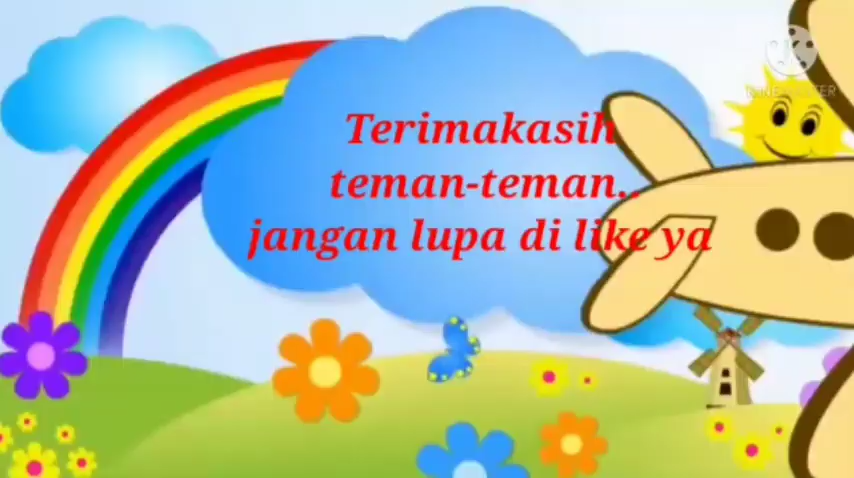 Terimakasih
teman-teman..
jangan lupa di like ya